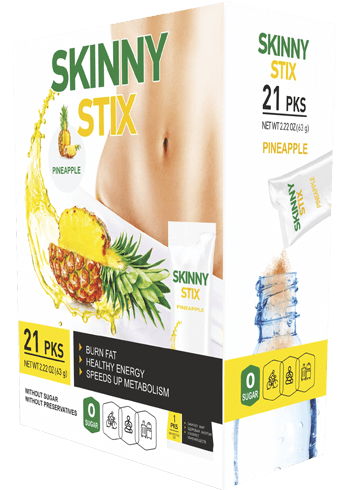 SKINNY
STIX
PINEAPPLE
SKINNY
STIX
PINEAPPLE
21 PKS
NET WT 2.22 OZ (63 g)
BURN FAT
HEALTHY ENERGY
SPEEDS UP METABOLISM
WITHOUT SUGAR
WITHOUT PRESERVATIVES
0
SUGAR
1
PKS
SKINNY
STIX
21 PKS
NET WT 2.22 OZ (63 g)
PINEAPPLE
SKINNY
STIX
PINEAPPLE
0
SUGAR